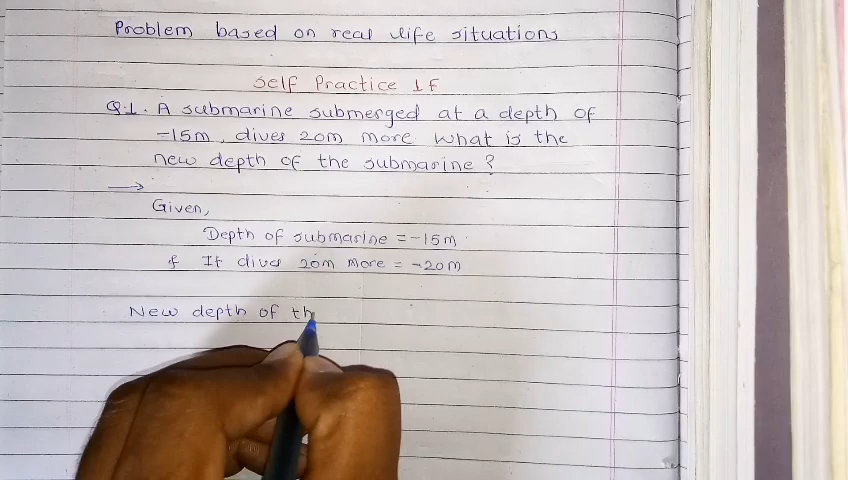 Problem based on real life situations
Self Practice 1F
Q.1. A submarine submerged at a depth of
-15m, dives 20m more what is the
new depth of the submarine ?
→
Given,
Depth of submarine = -15m
& It dives 20m more = -20m
New depth of th